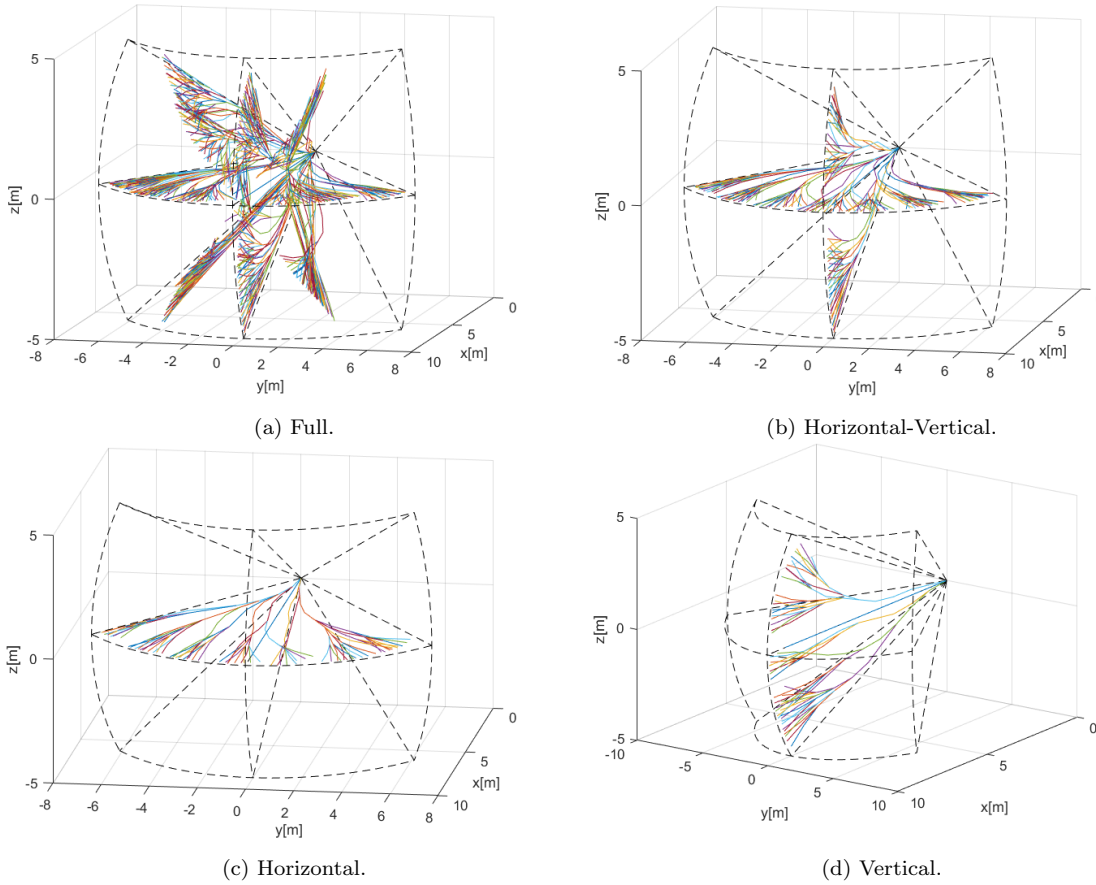 5
0
-5
z[m]
-8 -6 -4 -2 0 2 4 6 8
y[m]
10 5 0
x[m]
(a) Full.
5
0
-5
z[m]
-8 -6 -4 -2 0 2 4 6 8
y[m]
10 5
x[m]
(b) Horizontal-Vertical.
5
0
-5
z[m]
-8 -6 -4 -2 0 2 4 6 8
y[m]
10 5 0
x[m]
(c) Horizontal.
5
0
-5
z[m]
-10 -5 0 5 10
y[m]
10 5 0
x[m]
(d) Vertical.